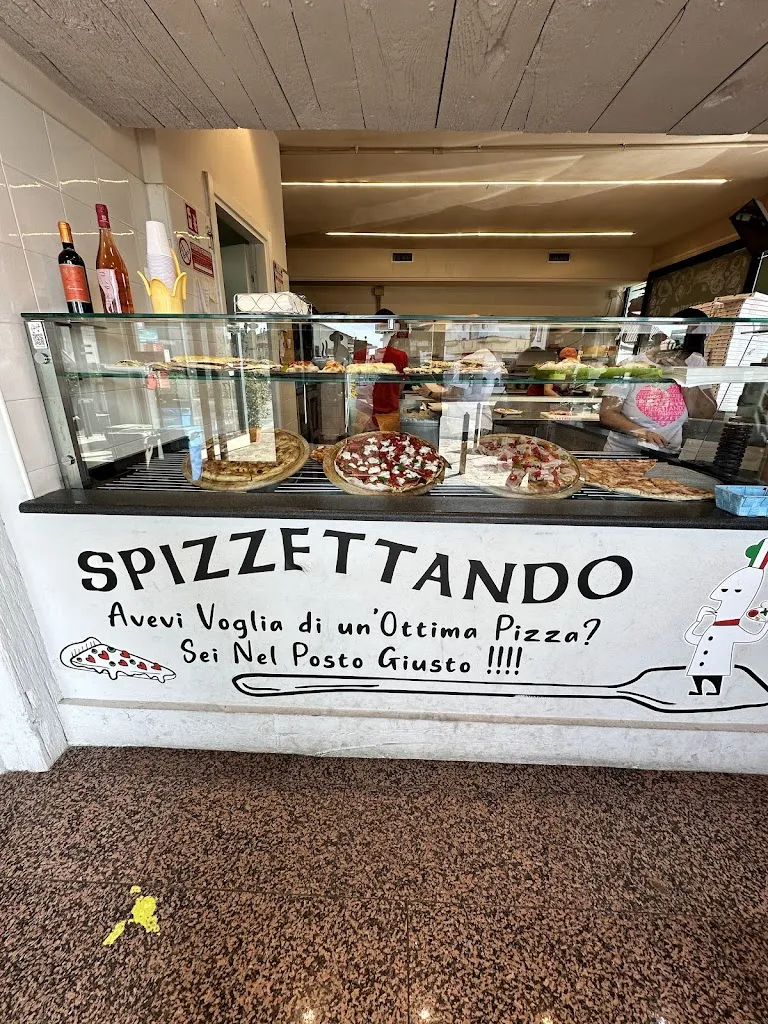 SPIZZETTANDO
Avevi Voglia di un'Ottima Pizza?
Sei Nel Posto Giusto !!!!